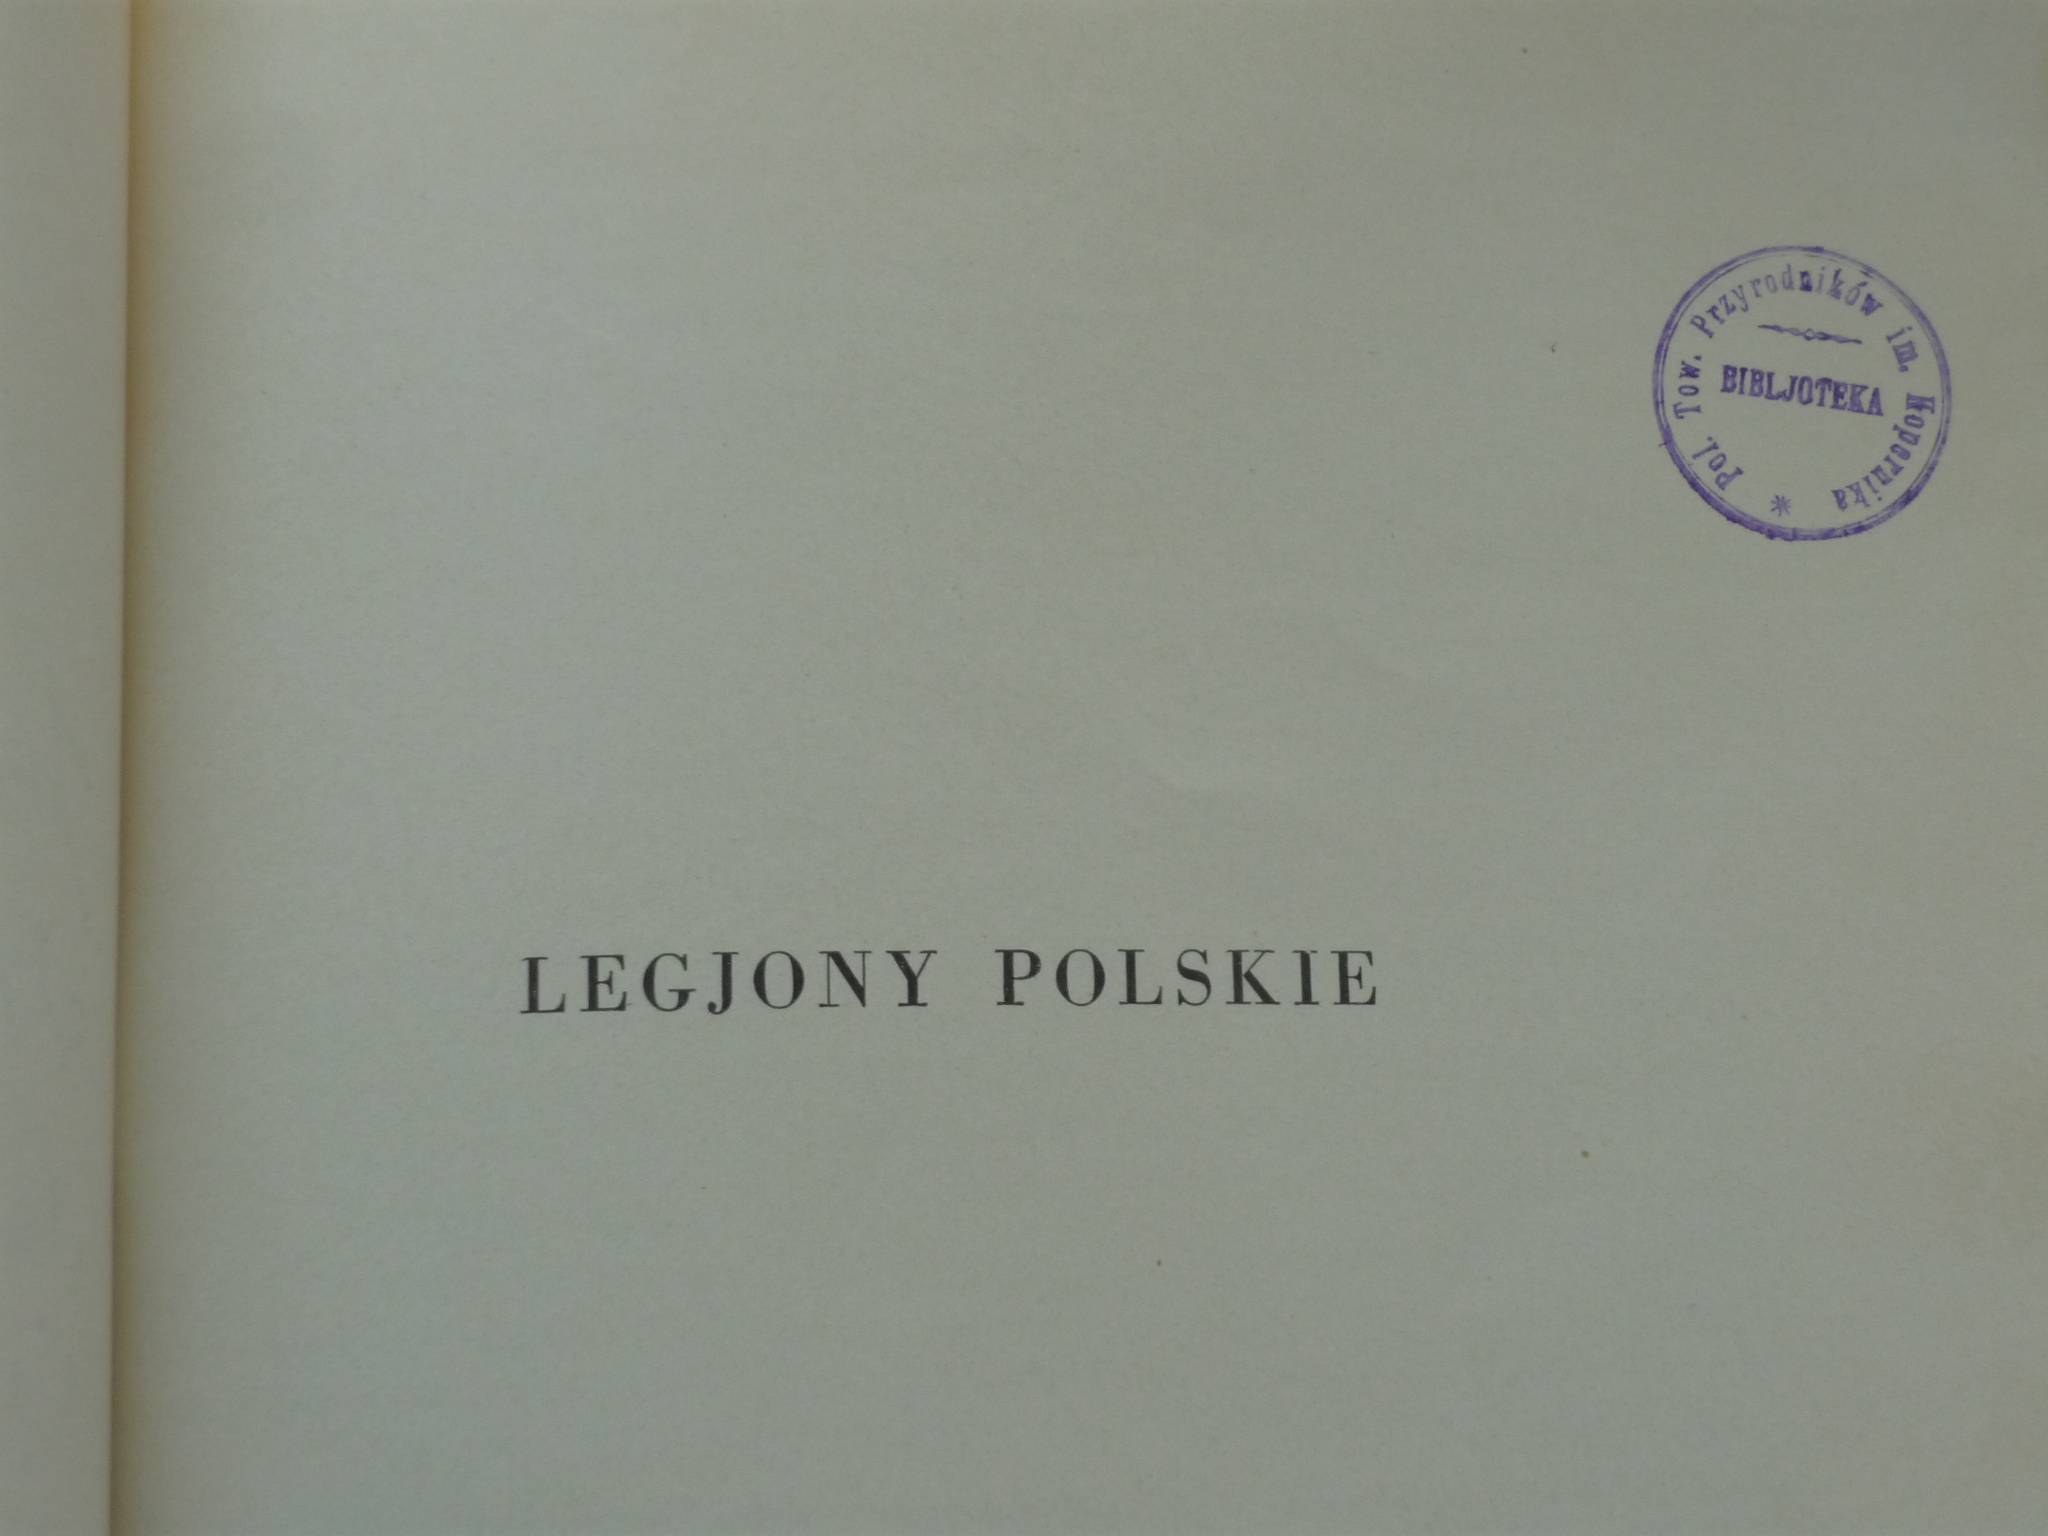 Pol. Tow. Przyrodników im. Kopernika *
BIBLJOTEKA
LEGJONY POLSKIE